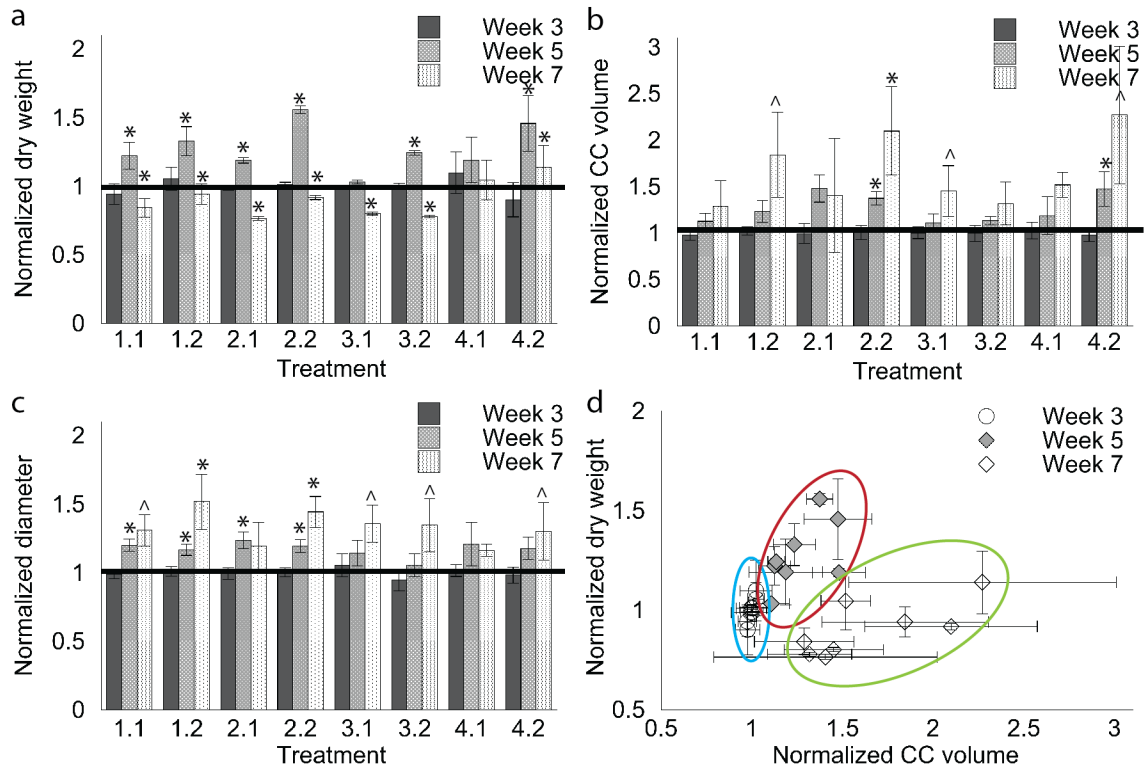 a
Week 3
Week 5
Week 7
2
1.5
1
0.5
0
Normalized dry weight
* * * * * * * * * * * * *
1.1 1.2 2.1 2.2 3.1 3.2 4.1 4.2
Treatment
b
Week 3
Week 5
Week 7
3
2.5
2
1.5
1
0.5
0
Normalized CC volume
^ * * ^ * ^
1.1 1.2 2.1 2.2 3.1 3.2 4.1 4.2
Treatment
c
Week 3
Week 5
Week 7
2
1.5
1
0.5
0
Normalized diameter
* ^ * * * * * ^ ^ ^
1.1 1.2 2.1 2.2 3.1 3.2 4.1 4.2
Treatment
d
Week 3
Week 5
Week 7
2
1.5
1
0.5
Normalized dry weight
0.5 1 1.5 2 2.5 3
Normalized CC volume